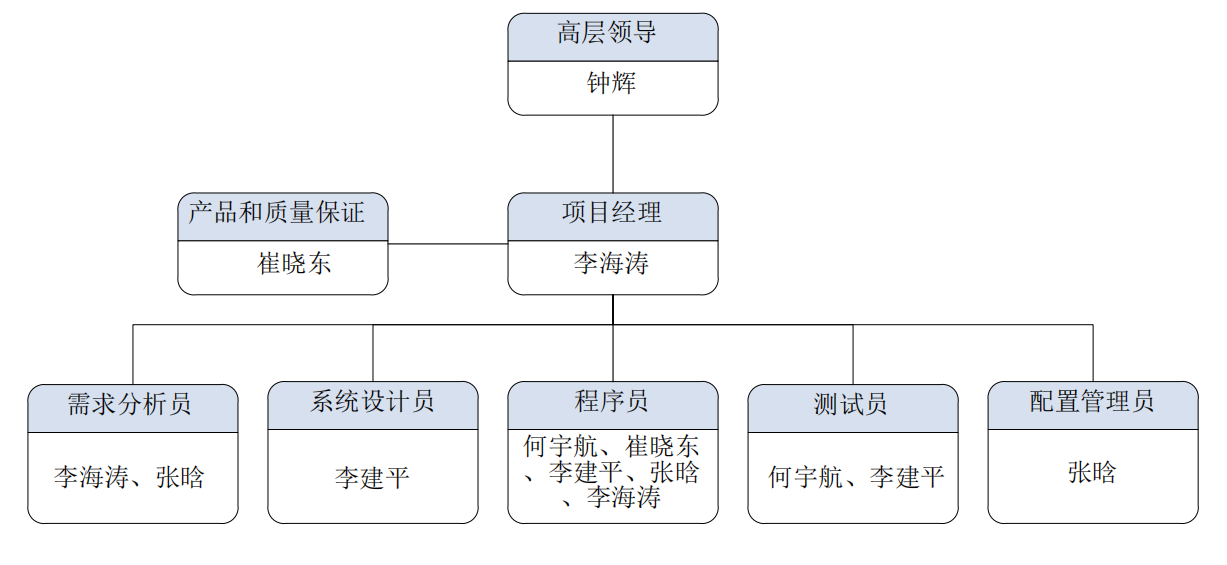 高层领导
钟辉
产品和质量保证
崔晓东
项目经理
李海涛
需求分析员
李海涛、张晗
系统设计员
李建平
程序员
何宇航、崔晓东
、李建平、张晗
、李海涛
测试员
何宇航、李建平
配置管理员
张晗